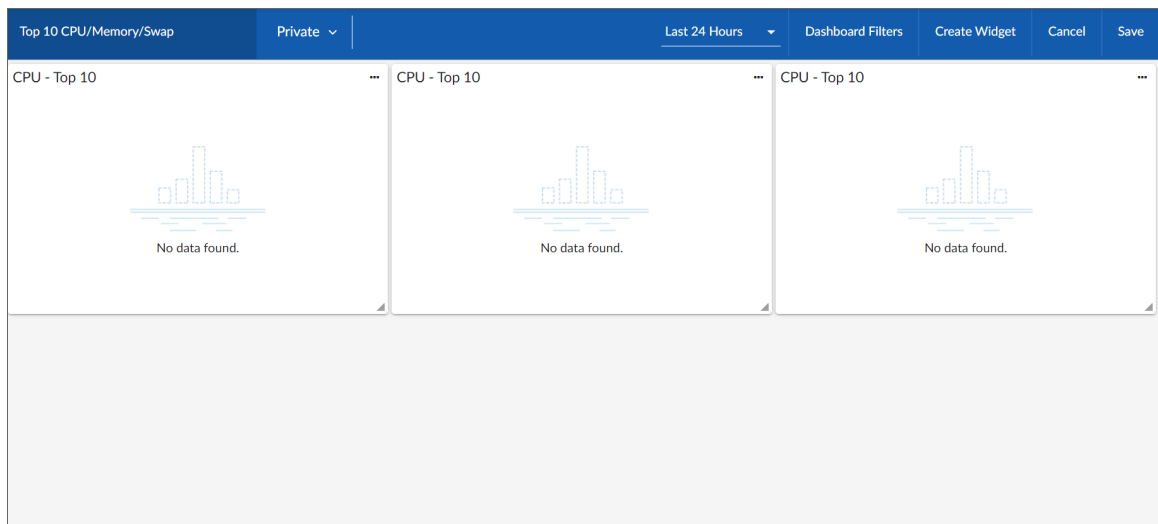 Top 10 CPU/Memory/Swap Private Last 24 Hours Dashboard Filters Create Widget Cancel Save
CPU - Top 10 CPU - Top 10 CPU - Top 10
No data found. No data found. No data found.